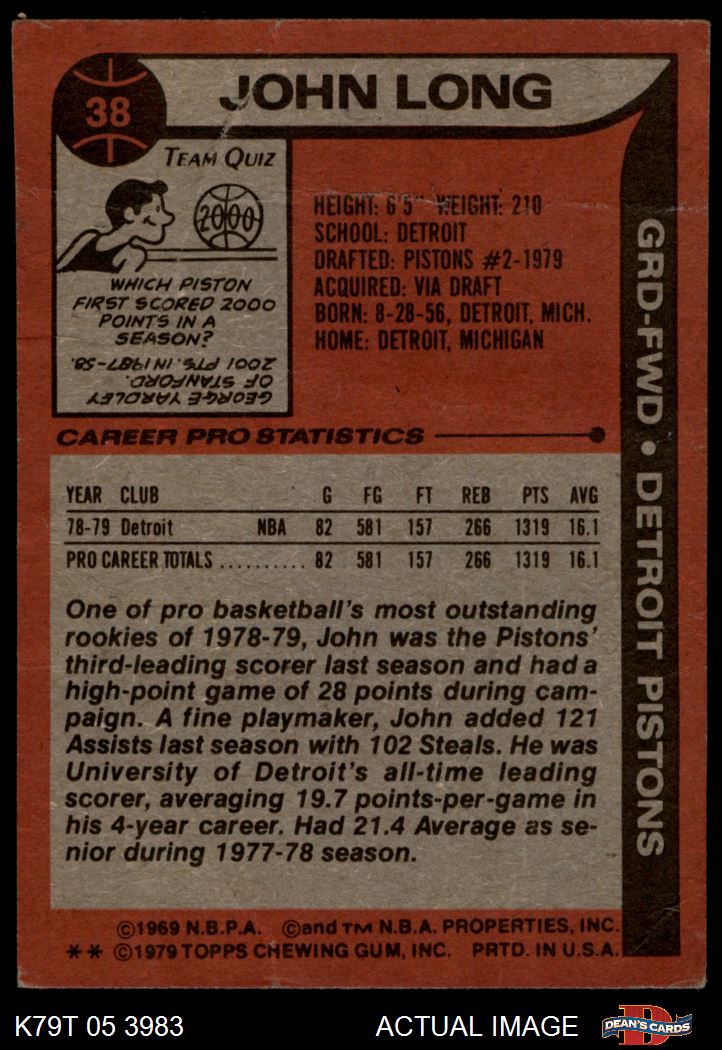 38
JOHN LONG
TEAM QUIZ
2000
WHICH PISTON
FIRST SCORED 2000
POINTS IN A
SEASON?
GEORGE YARDLEY
OF STANFORD.
2001 PTS. IN 1957-58.
HEIGHT: 6'5" WEIGHT: 210
SCHOOL: DETROIT
DRAFTED: PISTONS #2-1979
ACQUIRED: VIA DRAFT
BORN: 8-28-56, DETROIT, MICH.
HOME: DETROIT, MICHIGAN
GRD-FWD • DETROIT PISTONS
CAREER PRO STATISTICS
YEAR CLUB G FG FT REB PTS AVG
78-79 Detroit NBA 82 581 157 266 1319 16.1
PRO CAREER TOTALS .......... 82 581 157 266 1319 16.1
One of pro basketball's most outstanding
rookies of 1978-79, John was the Pistons'
third-leading scorer last season and had a
high-point game of 28 points during cam-
paign. A fine playmaker, John added 121
Assists last season with 102 Steals. He was
University of Detroit's all-time leading
scorer, averaging 19.7 points-per-game in
his 4-year career. Had 21.4 Average as se-
nior during 1977-78 season.
©1969 N.B.P.A. ©and TM N.B.A. PROPERTIES, INC.
** ©1979 TOPPS CHEWING GUM, INC. PRTD. IN U.S.A.
K79T 05 3983 ACTUAL IMAGE
D
DEAN'S CARDS